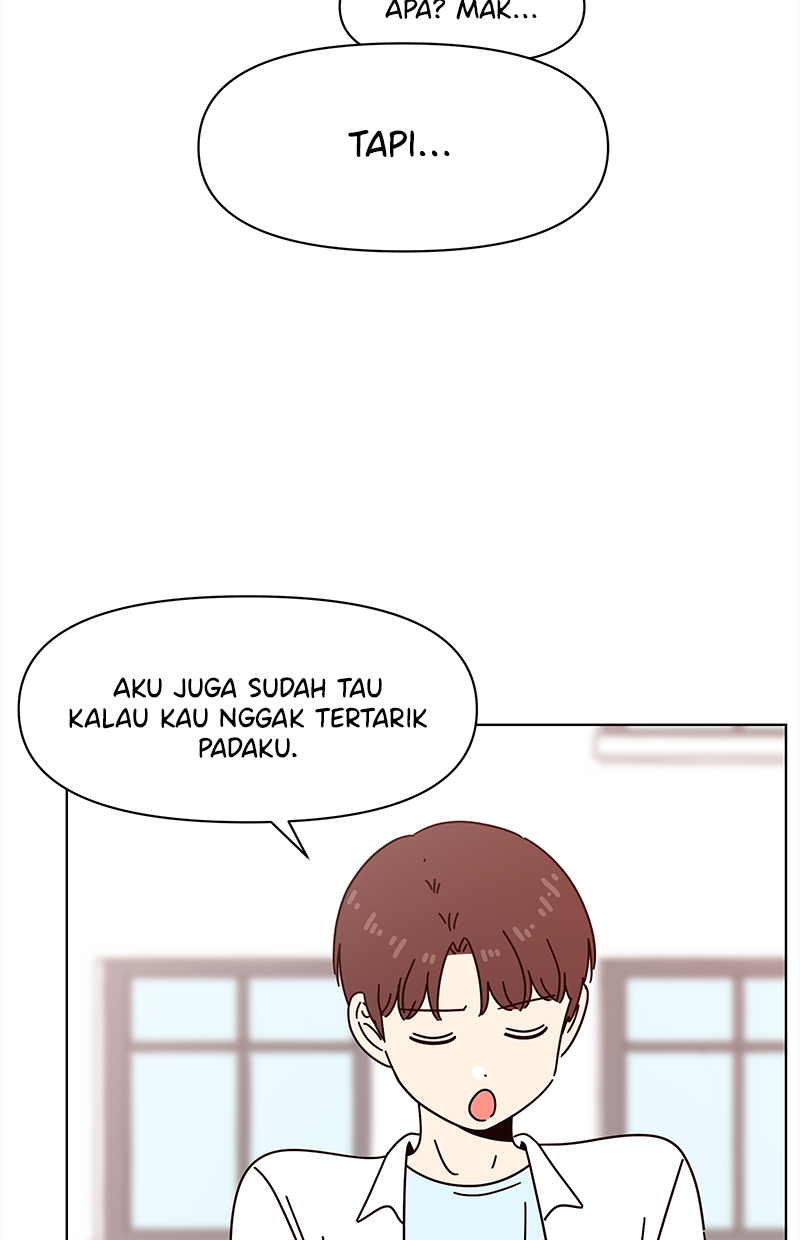 APA? MAK...
TAPI...
AKU JUGA SUDAH TAU
KALAU KAU NGGAK TERTARIK
PADAKU.